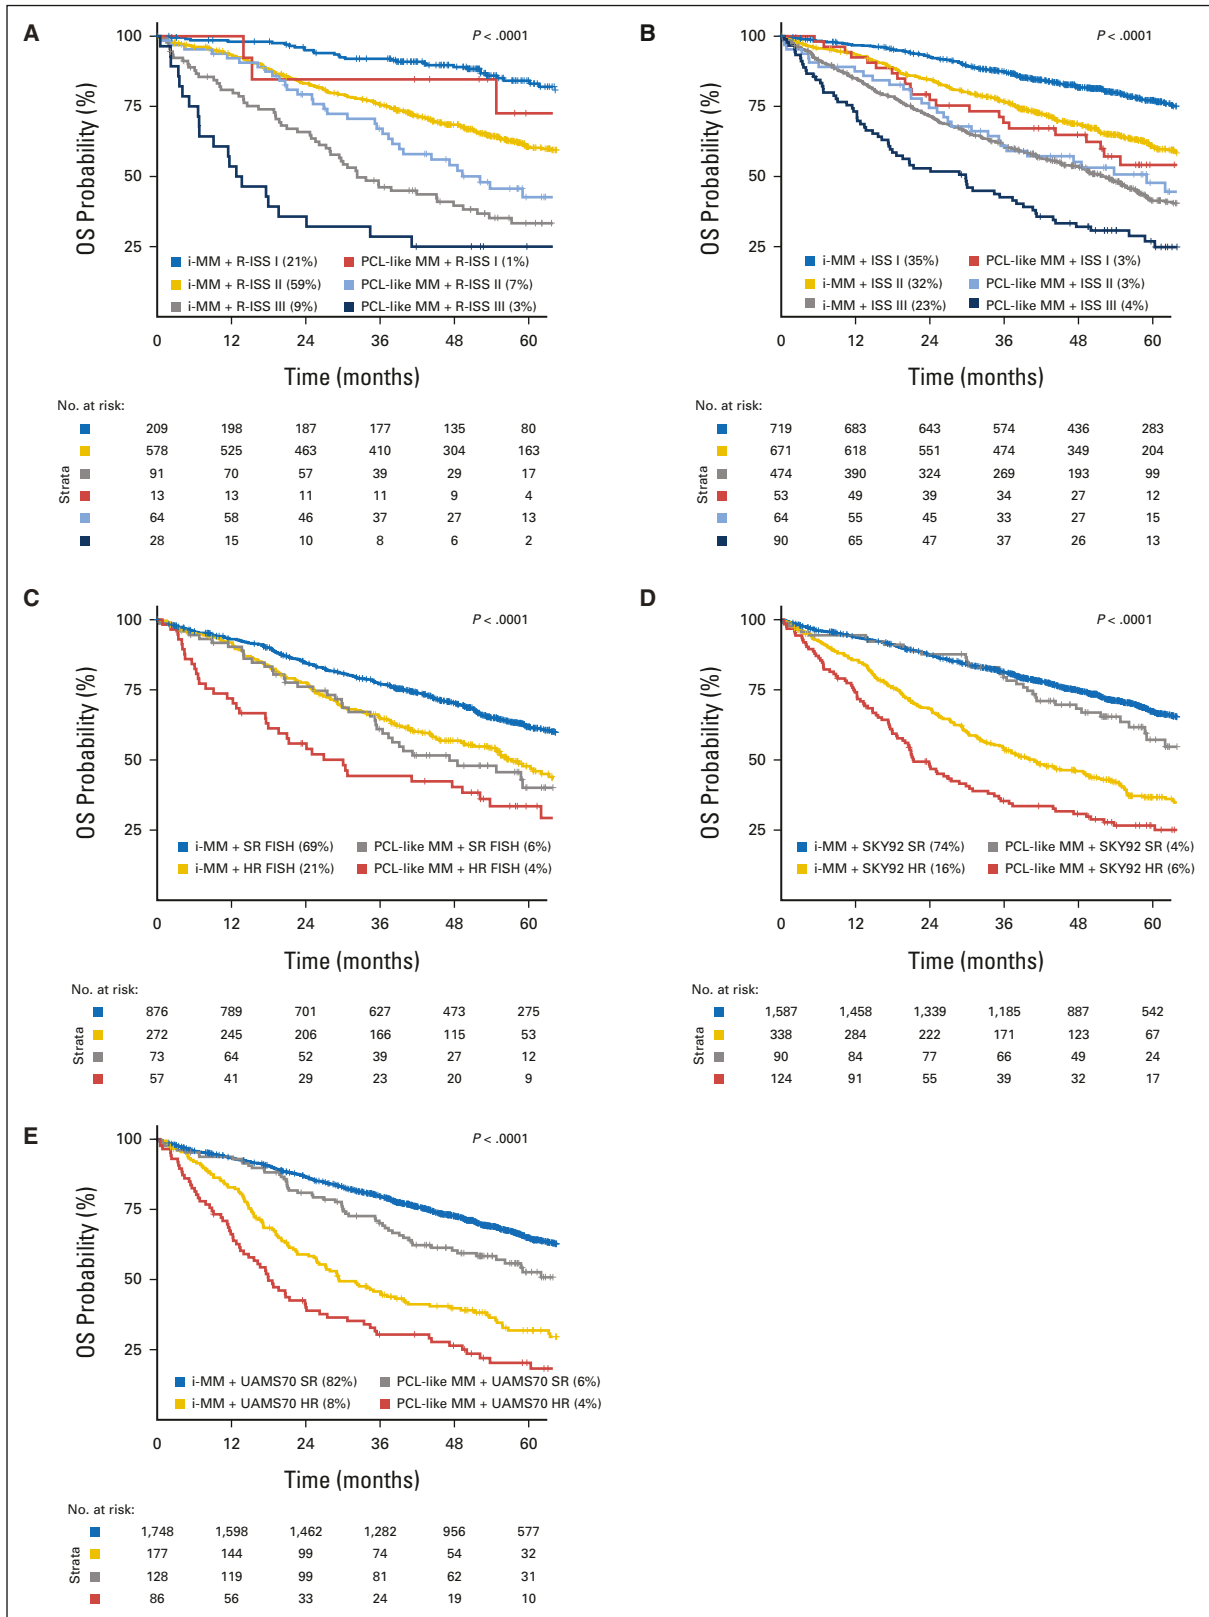 A
P < .0001
OS Probability (%)
100
75
50
25
i-MM + R-ISS I (21%)
PCL-like MM + R-ISS I (1%)
i-MM + R-ISS II (59%)
PCL-like MM + R-ISS II (7%)
i-MM + R-ISS III (9%)
PCL-like MM + R-ISS III (3%)
0 12 24 36 48 60
Time (months)
No. at risk:
Strata
209 198 187 177 135 80
578 525 463 410 304 163
91 70 57 39 29 17
13 13 11 11 9 4
64 58 46 37 27 13
28 15 10 8 6 2
B
P < .0001
OS Probability (%)
100
75
50
25
i-MM + ISS I (35%)
PCL-like MM + ISS I (3%)
i-MM + ISS II (32%)
PCL-like MM + ISS II (3%)
i-MM + ISS III (23%)
PCL-like MM + ISS III (4%)
0 12 24 36 48 60
Time (months)
No. at risk:
Strata
719 683 643 574 436 283
671 618 551 474 349 204
474 390 324 269 193 99
53 49 39 34 27 12
64 55 45 33 27 15
90 65 47 37 26 13
C
P < .0001
OS Probability (%)
100
75
50
25
i-MM + SR FISH (69%)
PCL-like MM + SR FISH (6%)
i-MM + HR FISH (21%)
PCL-like MM + HR FISH (4%)
0 12 24 36 48 60
Time (months)
No. at risk:
Strata
876 789 701 627 473 275
272 245 206 166 115 53
73 64 52 39 27 12
57 41 29 23 20 9
D
P < .0001
OS Probability (%)
100
75
50
25
i-MM + SKY92 SR (74%)
PCL-like MM + SKY92 SR (4%)
i-MM + SKY92 HR (16%)
PCL-like MM + SKY92 HR (6%)
0 12 24 36 48 60
Time (months)
No. at risk:
Strata
1,587 1,458 1,339 1,185 887 542
338 284 222 171 123 67
90 84 77 66 49 24
124 91 55 39 32 17
E
P < .0001
OS Probability (%)
100
75
50
25
i-MM + UAMS70 SR (82%)
PCL-like MM + UAMS70 SR (6%)
i-MM + UAMS70 HR (8%)
PCL-like MM + UAMS70 HR (4%)
0 12 24 36 48 60
Time (months)
No. at risk:
Strata
1,748 1,598 1,462 1,282 956 577
177 144 99 74 54 32
128 119 99 81 62 31
86 56 33 24 19 10